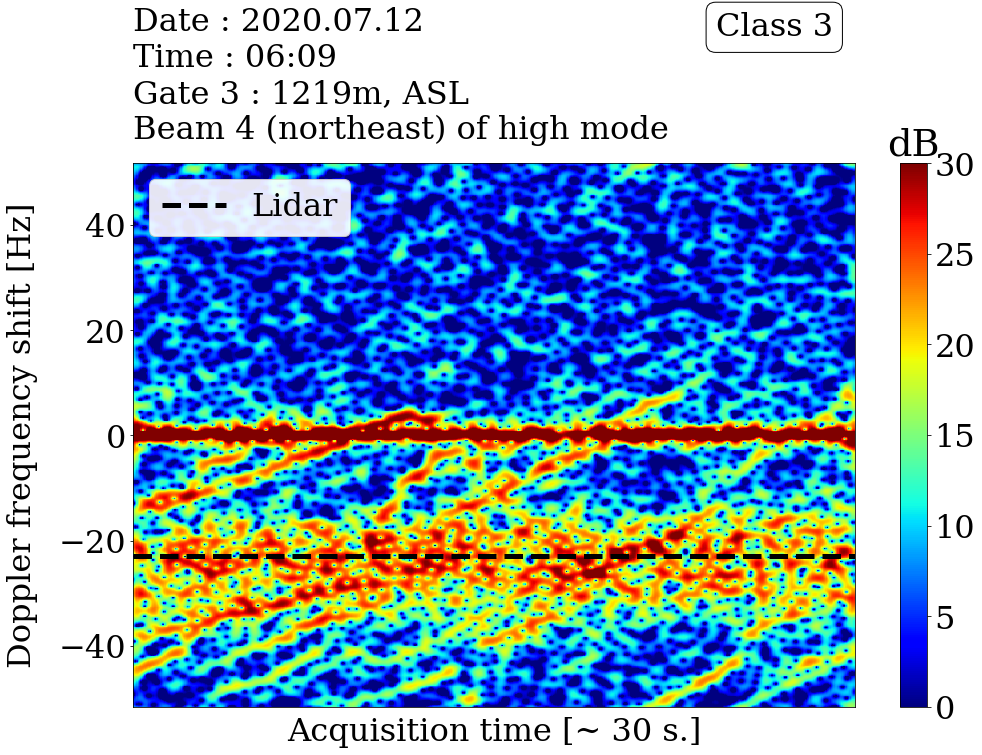 Date : 2020.07.12
Time : 06:09
Gate 3 : 1219m, ASL
Beam 4 (northeast) of high mode
Class 3
dB
Lidar
Doppler frequency shift [Hz]
40
20
0
−20
−40
30
25
20
15
10
5
0
Acquisition time [~ 30 s.]